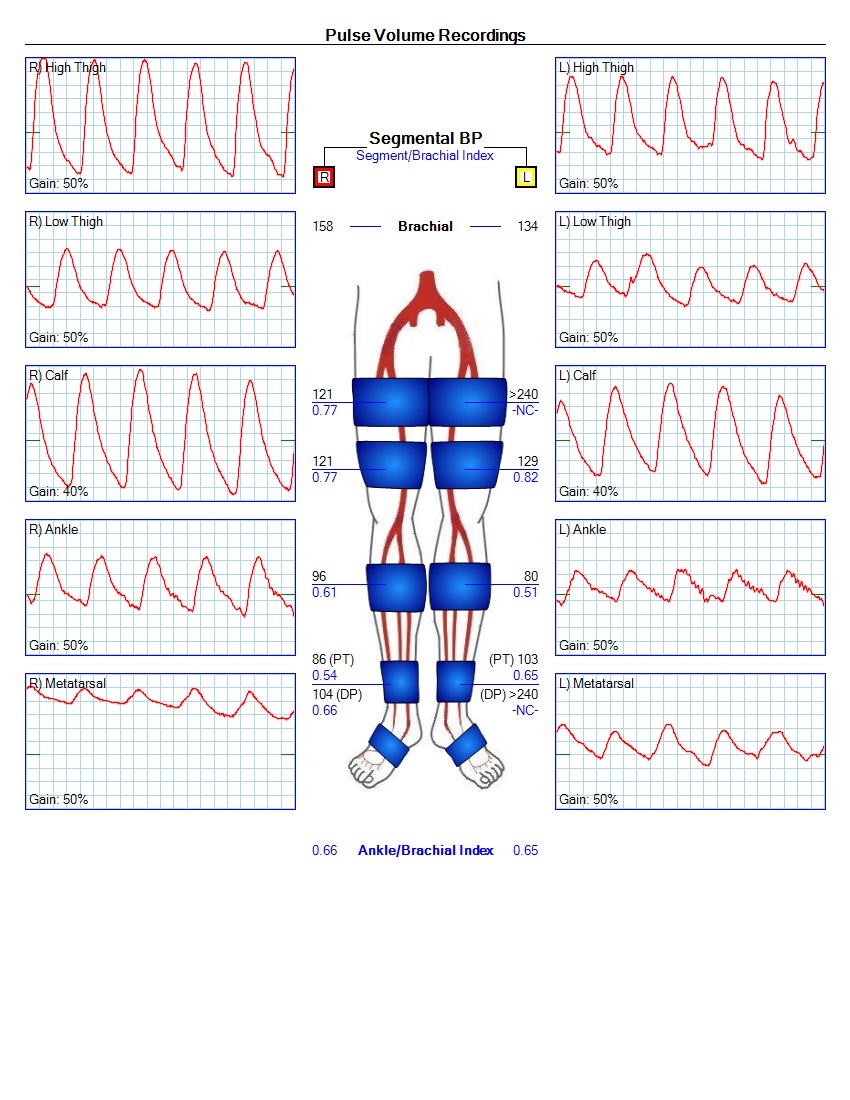 Pulse Volume Recordings
R) High Thigh
Gain: 50%
R) Low Thigh
Gain: 50%
R) Calf
Gain: 40%
R) Ankle
Gain: 50%
R) Metatarsal
Gain: 50%
Segmental BP
Segment/Brachial Index
R L
158 Brachial 134
121 >240
0.77 -NC-
121 129
0.77 0.82
96 80
0.61 0.51
86 (PT) (PT) 103
0.54 0.65
104 (DP) (DP) >240
0.66 -NC-
0.66 Ankle/Brachial Index 0.65
L) High Thigh
Gain: 50%
L) Low Thigh
Gain: 50%
L) Calf
Gain: 40%
L) Ankle
Gain: 50%
L) Metatarsal
Gain: 50%